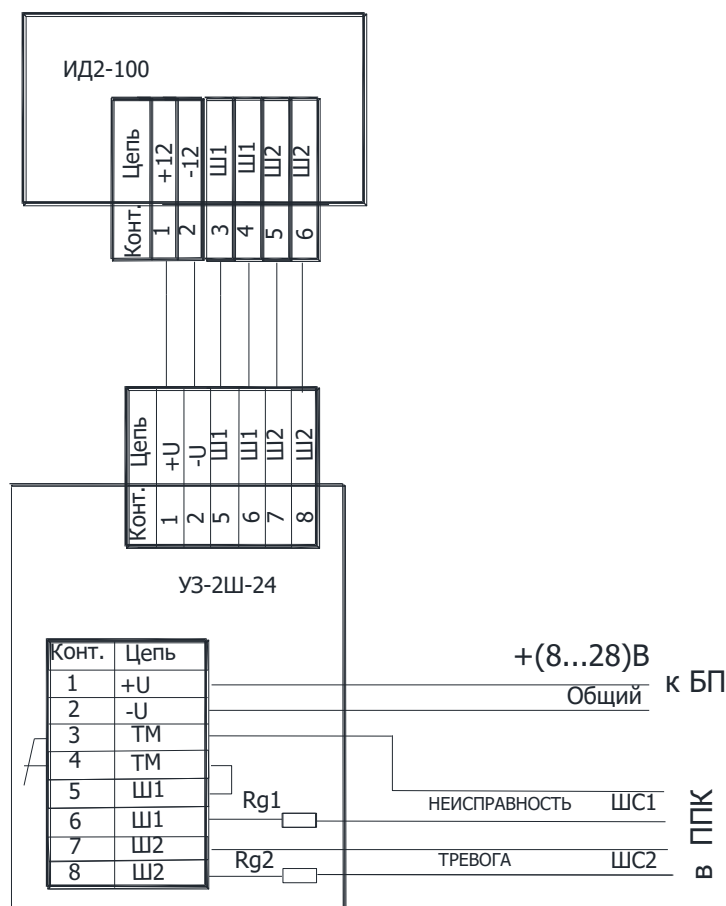 ИД2-100
Цепь +12 -12 Ш1 Ш1 Ш2 Ш2
Конт. 1 2 3 4 5 6
Цепь +U -U Ш1 Ш1 Ш2 Ш2
Конт. 1 2 5 6 7 8
УЗ-2Ш-24
Конт. Цепь
1 +U
2 -U
3 ТМ
4 ТМ
5 Ш1
6 Ш1
7 Ш2
8 Ш2
+(8...28)В
Общий
к БП
Rg1
НЕИСПРАВНОСТЬ ШС1
Rg2
ТРЕВОГА ШС2
в ППК